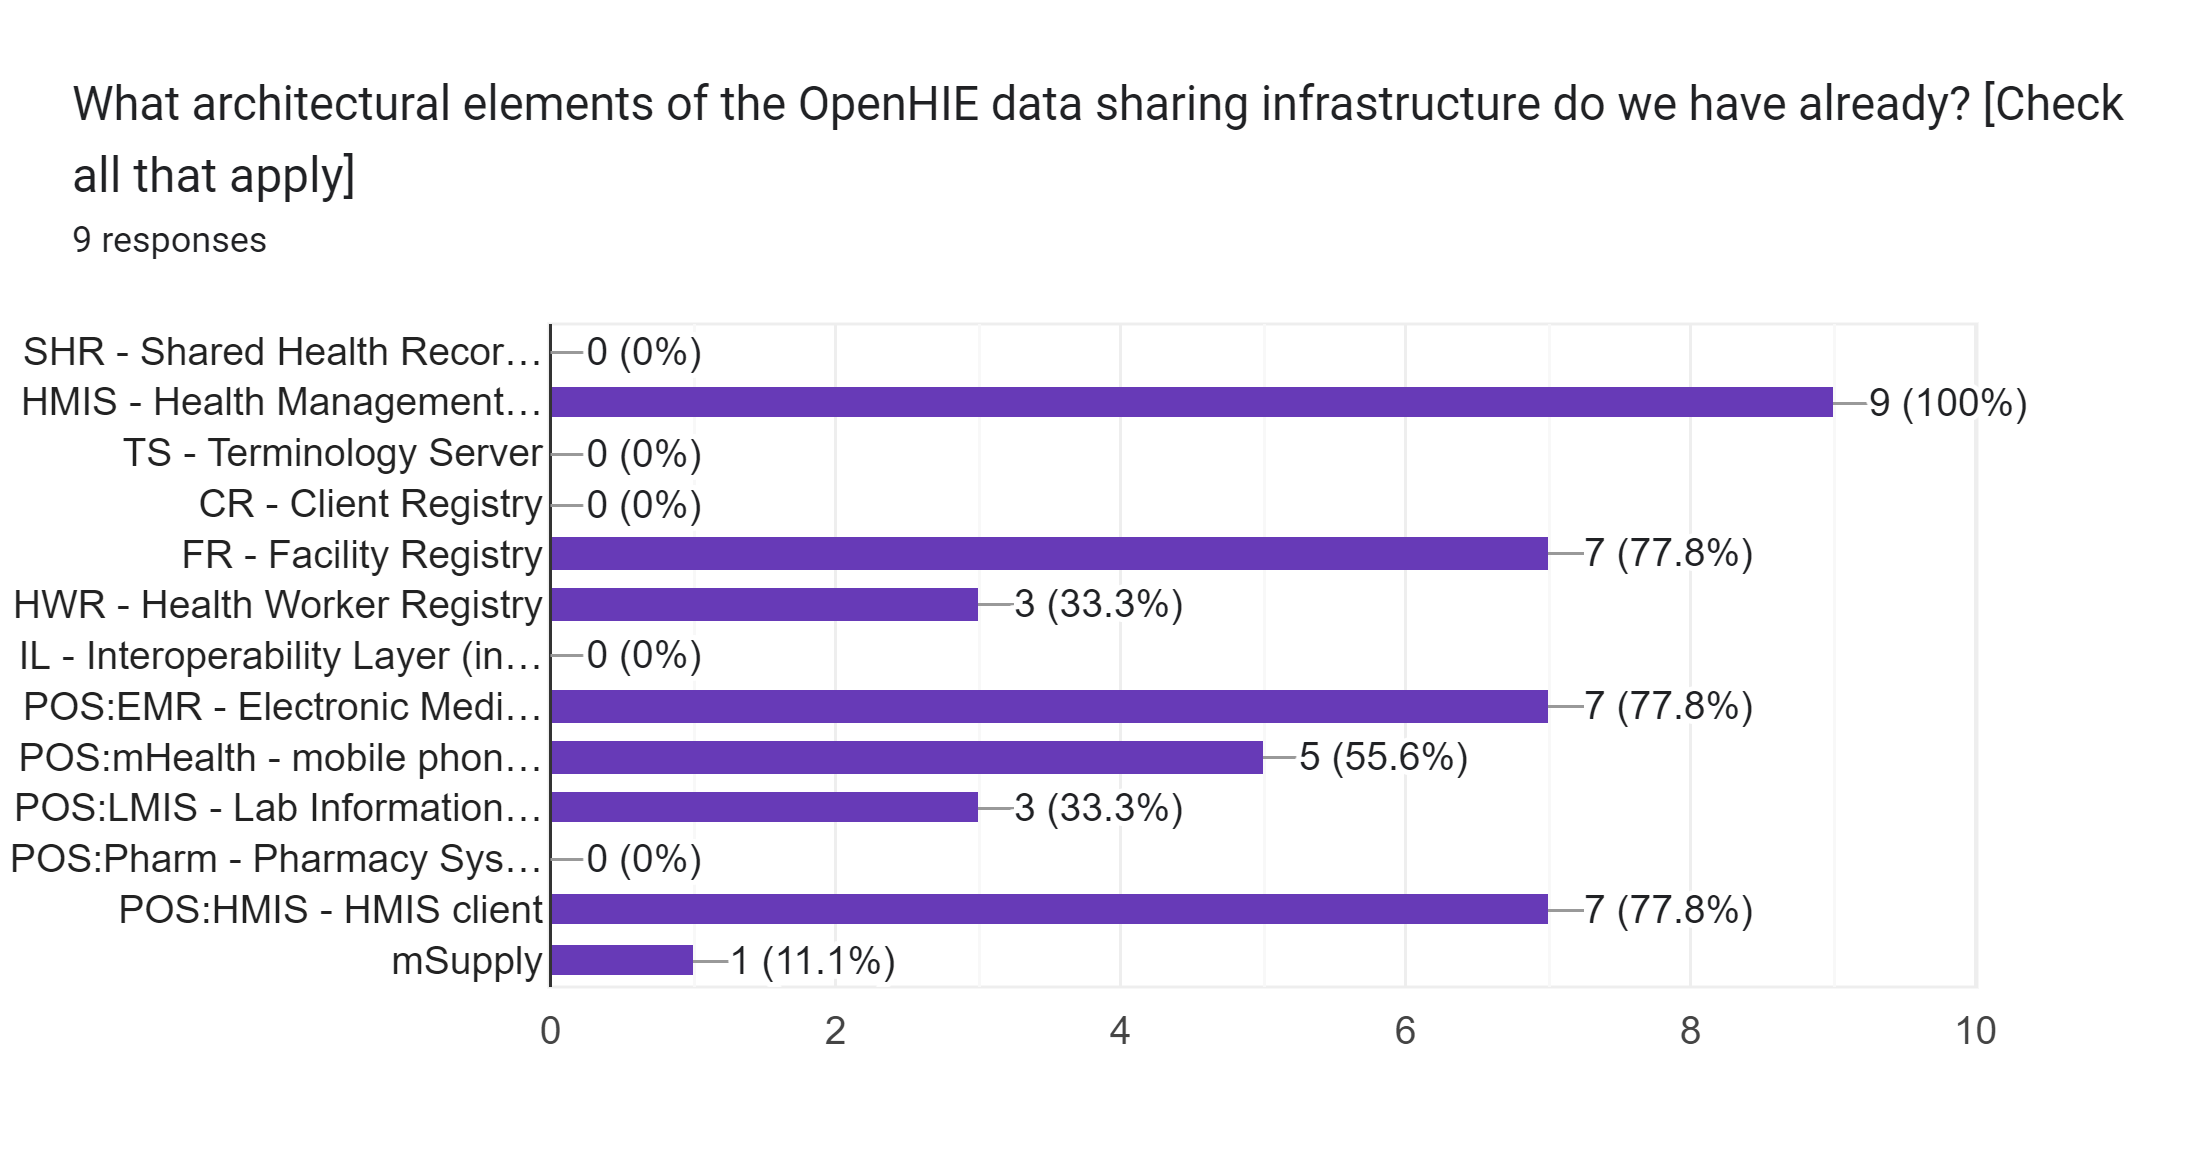 What architectural elements of the OpenHIE data sharing infrastructure do we have already? [Check
all that apply]
9 responses
SHR - Shared Health Recor… 0 (0%)
HMIS - Health Management… 9 (100%)
TS - Terminology Server 0 (0%)
CR - Client Registry 0 (0%)
FR - Facility Registry 7 (77.8%)
HWR - Health Worker Registry 3 (33.3%)
IL - Interoperability Layer (in… 0 (0%)
POS:EMR - Electronic Medi… 7 (77.8%)
POS:mHealth - mobile phon… 5 (55.6%)
POS:LMIS - Lab Information… 3 (33.3%)
POS:Pharm - Pharmacy Sys… 0 (0%)
POS:HMIS - HMIS client 7 (77.8%)
mSupply 1 (11.1%)
0 2 4 6 8 10